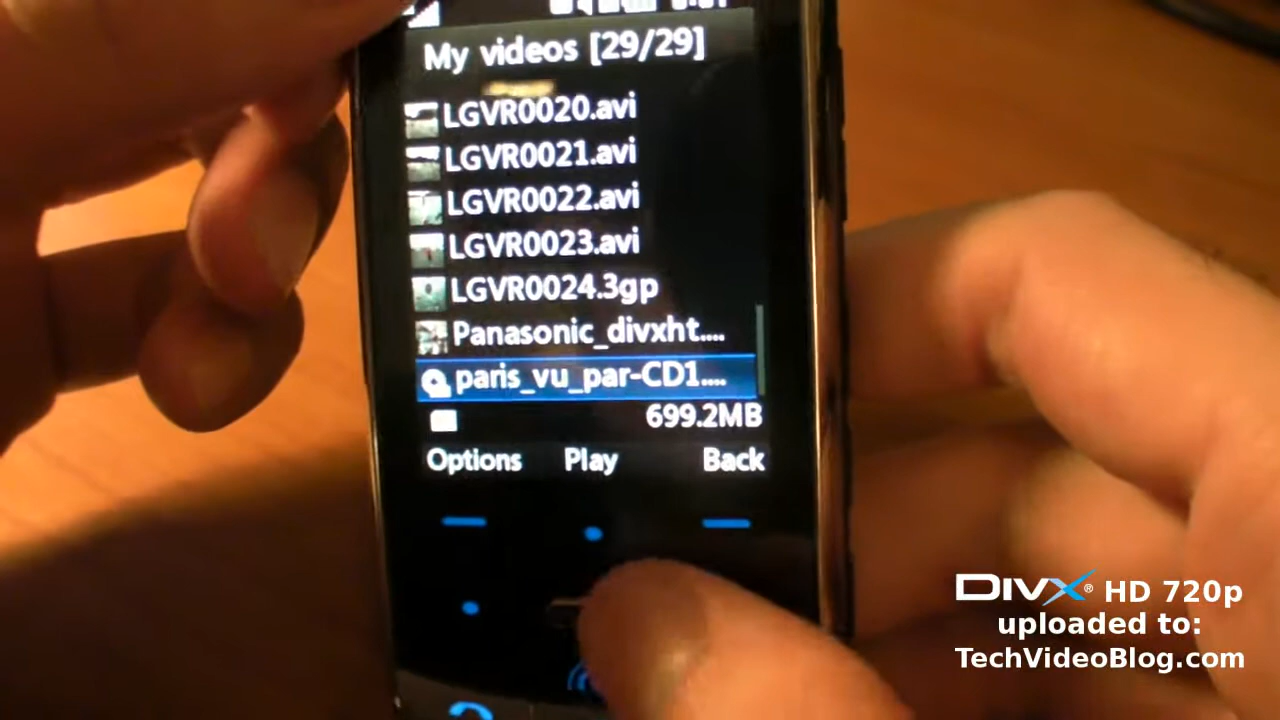 My videos [29/29]
LGVR0020.avi
LGVR0021.avi
LGVR0022.avi
LGVR0023.avi
LGVR0024.3gp
Panasonic_divxht....
paris_vu_par-CD1....
699.2MB
Options Play Back
DIVX® HD 720p
uploaded to:
TechVideoBlog.com